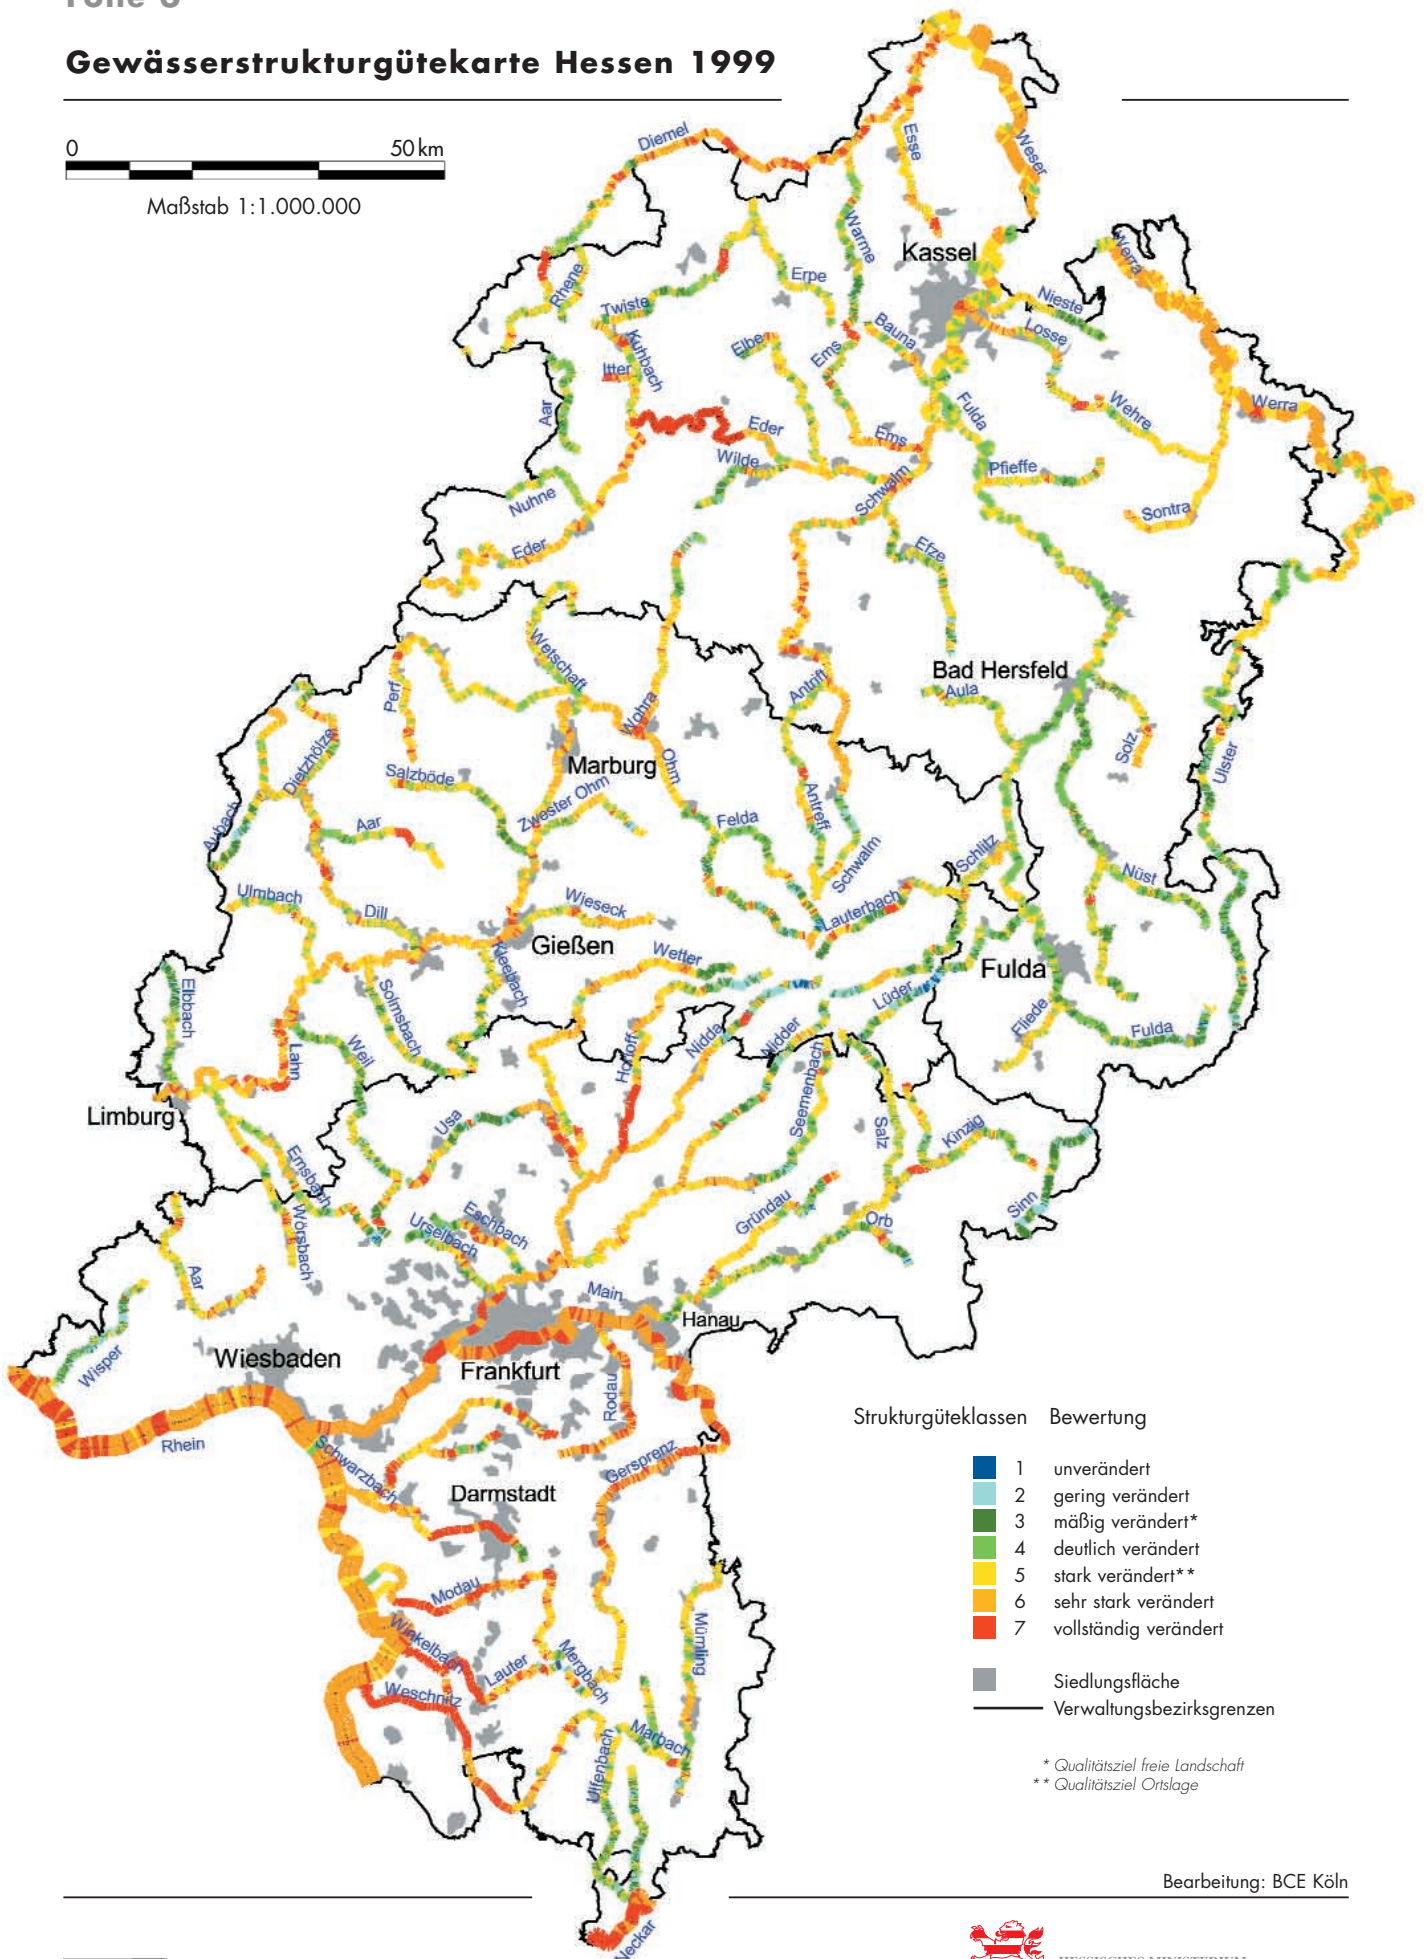 Folie 8
Gewässerstrukturgütekarte Hessen 1999
0 50 km
Maßstab 1:1.000.000
Diemel
Esse
Weser
Warme
Kassel
Werra
Rhene
Erpe
Twiste
Nieste
Bauna
Losse
Elbe
Ems
Kuhbach
Itter
Aar
Fulda
Wehre
Werra
Eder
Ems
Wilde
Pfieffe
Schwalm
Nuhne
Sontra
Eder
Efze
Wetschaft
Bad Hersfeld
Perf
Antrift
Aula
Wohra
Solz
Dietzhölze
Marburg
Ohm
Ulster
Salzböde
Zwester Ohm
Antreff
Aubach
Aar
Felda
Schwalm
Schlitz
Nüst
Ulmbach
Lauterbach
Dill
Wieseck
Gießen
Wetter
Fulda
Kleebach
Elbbach
Solmsbach
Lüder
Fliede
Fulda
Nidda
Nidder
Horloff
Lahn
Weil
Seemenbach
Limburg
Usa
Salz
Kinzig
Emsbach
Wörsbach
Sinn
Gründau
Orb
Eschbach
Urselbach
Aar
Main
Hanau
Wisper
Wiesbaden
Frankfurt
Rodau
Rhein
Schwarzbach
Gersprenz
Darmstadt
Modau
Winkelbach
Mümling
Lauter
Mergbach
Weschnitz
Marbach
Ulfenbach
Neckar
Strukturgüteklassen Bewertung
1 unverändert
2 gering verändert
3 mäßig verändert*
4 deutlich verändert
5 stark verändert**
6 sehr stark verändert
7 vollständig verändert
Siedlungsfläche
Verwaltungsbezirksgrenzen
* Qualitätsziel freie Landschaft
** Qualitätsziel Ortslage
Bearbeitung: BCE Köln
HESSISCHES MINISTERIUM